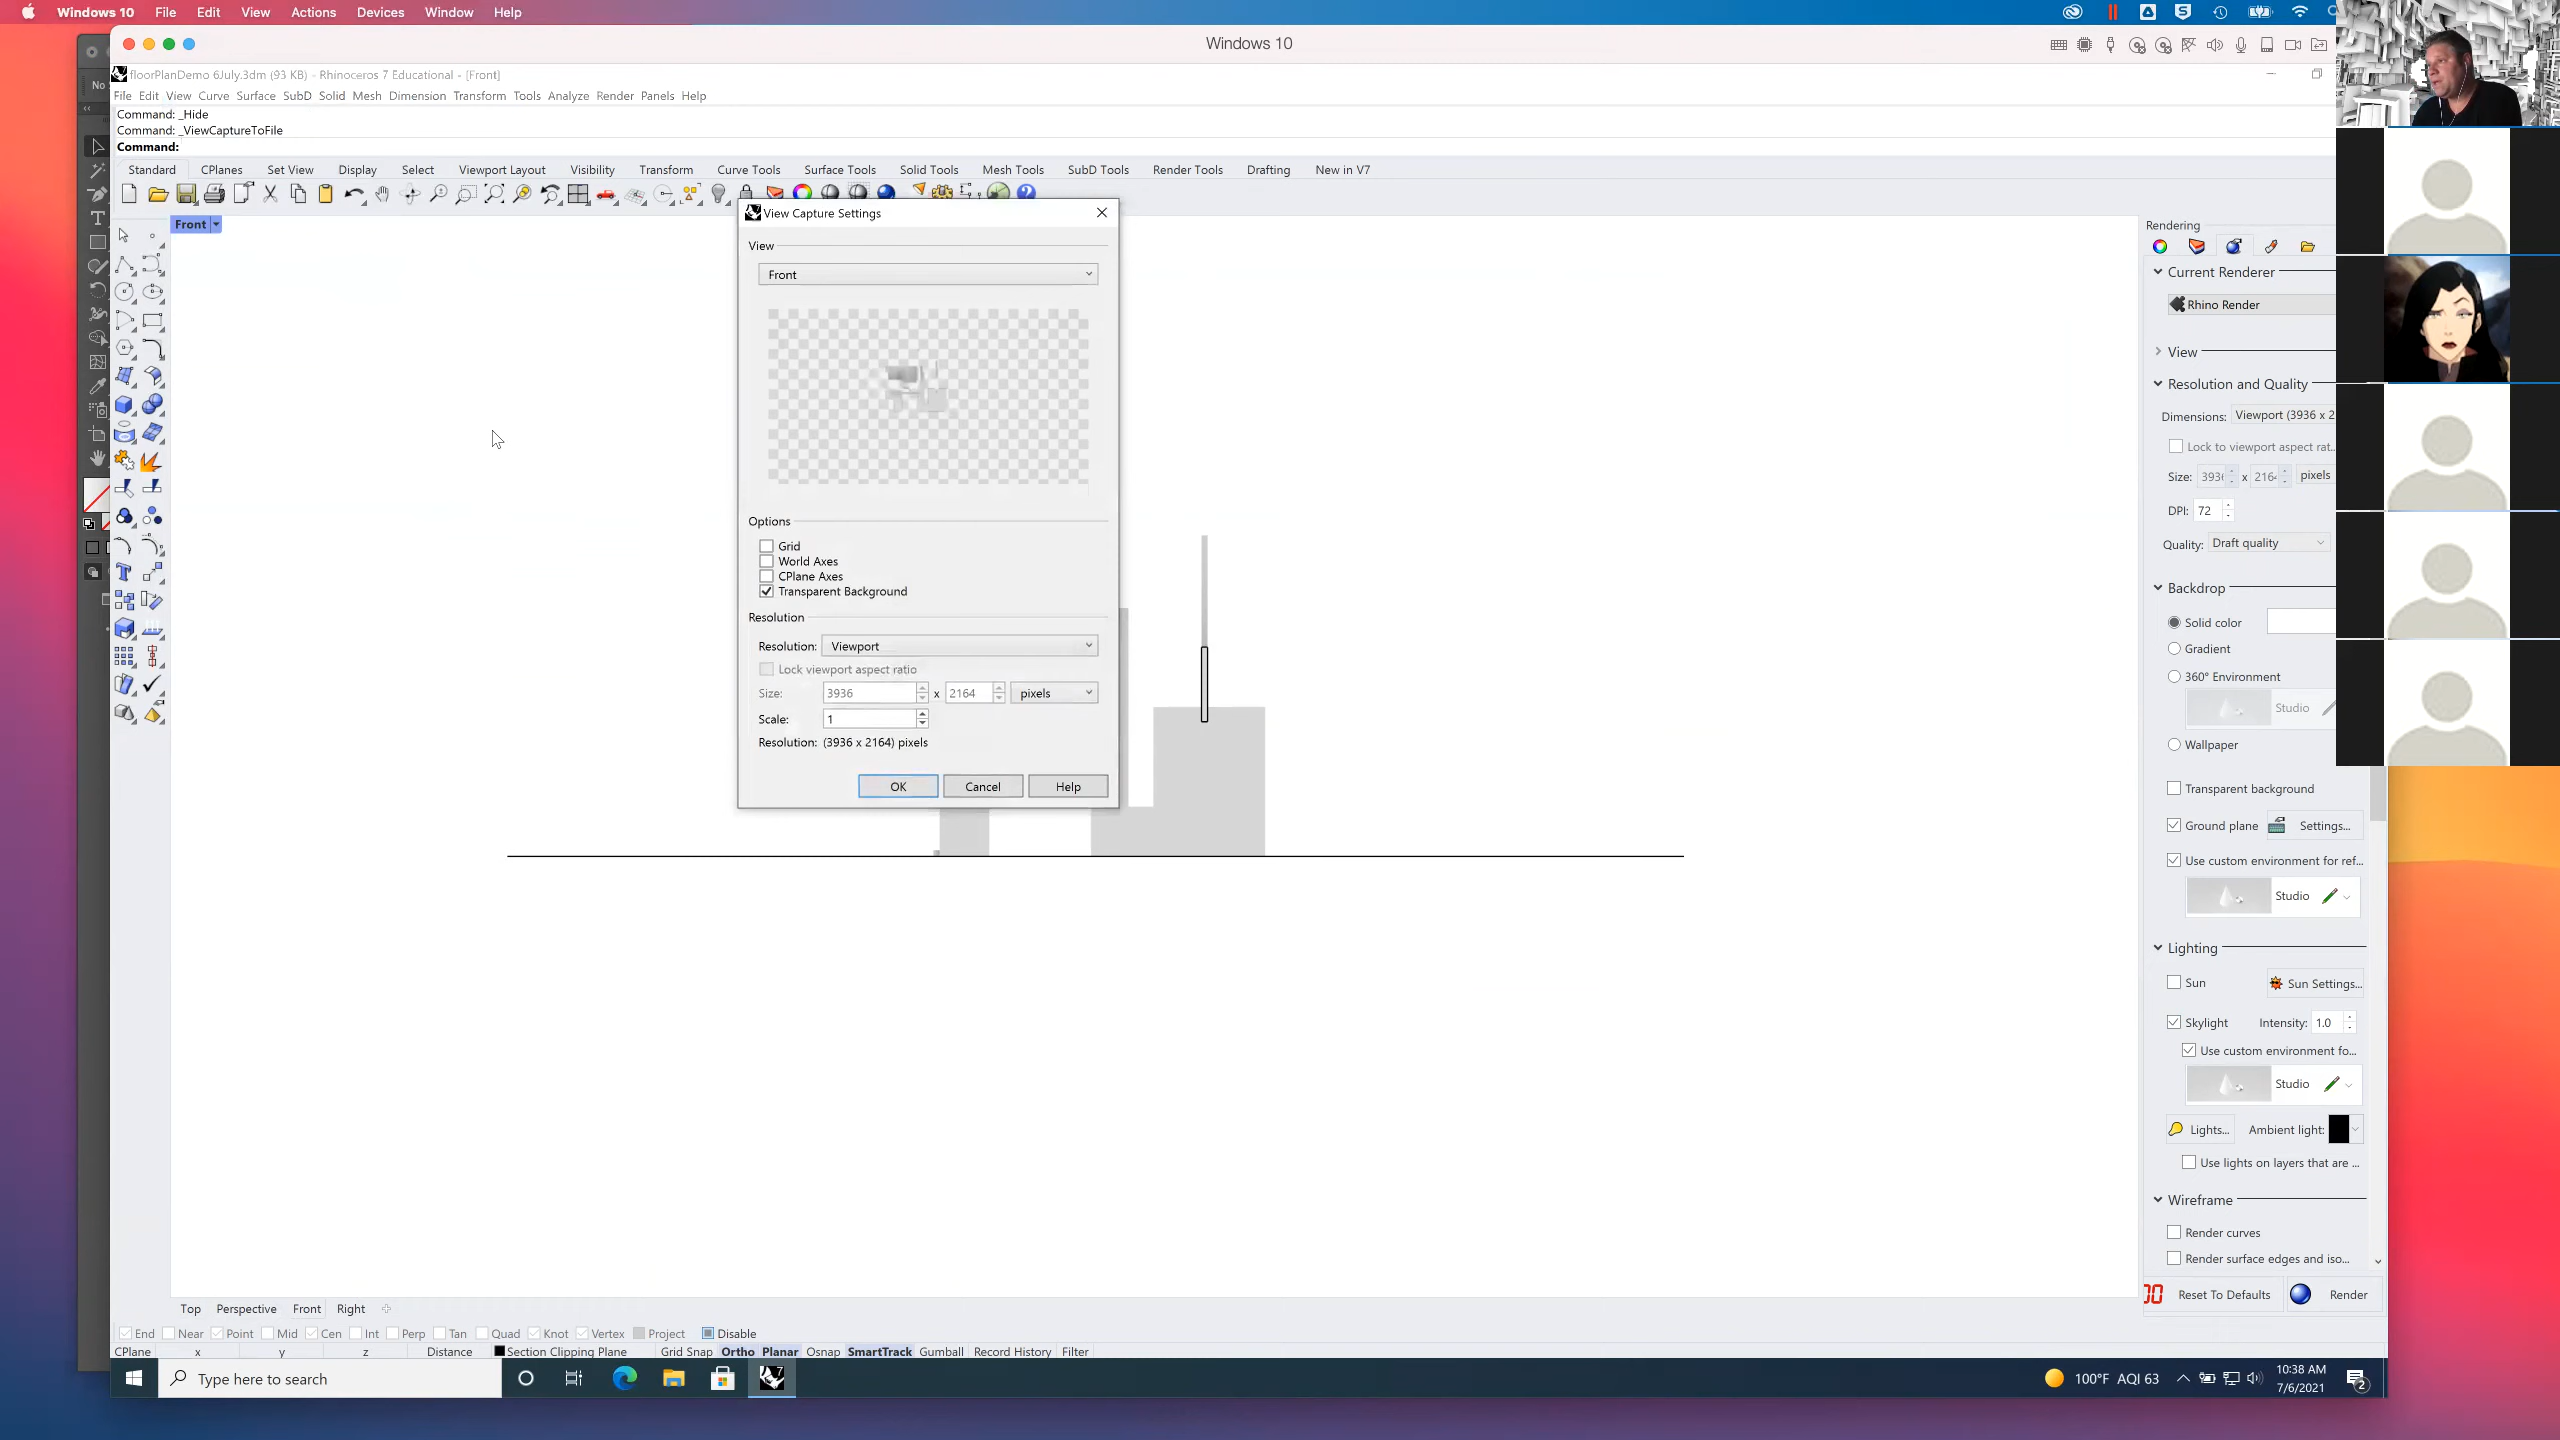 Windows 10 File Edit View Actions Devices Window Help
Windows 10
No
floorPlanDemo 6July.3dm (93 KB) - Rhinoceros 7 Educational - [Front]
File Edit View Curve Surface SubD Solid Mesh Dimension Transform Tools Analyze Render Panels Help
Command: _Hide
Command: _ViewCaptureToFile
Command:
Standard CPlanes Set View Display Select Viewport Layout Visibility Transform Curve Tools Surface Tools Solid Tools Mesh Tools SubD Tools Render Tools Drafting New in V7
Front
View Capture Settings
View
Front
Options
Grid
World Axes
CPlane Axes
Transparent Background
Resolution
Resolution: Viewport
Lock viewport aspect ratio
Size: 3936 x 2164 pixels
Scale: 1
Resolution: (3936 x 2164) pixels
OK Cancel Help
Rendering
Current Renderer
Rhino Render
View
Resolution and Quality
Dimensions: Viewport (3936 x 2
Lock to viewport aspect rat..
Size: 393 x 216 pixels
DPI: 72
Quality: Draft quality
Backdrop
Solid color
Gradient
360° Environment
Studio
Wallpaper
Transparent background
Ground plane Settings...
Use custom environment for ref...
Studio
Lighting
Sun Sun Settings...
Skylight Intensity: 1.0
Use custom environment fo...
Studio
Lights... Ambient light:
Use lights on layers that are ...
Wireframe
Render curves
Render surface edges and iso...
Reset To Defaults Render
Top Perspective Front Right
End Near Point Mid Cen Int Perp Tan Quad Knot Vertex Project Disable
CPlane x y z Distance Section Clipping Plane Grid Snap Ortho Planar Osnap SmartTrack Gumball Record History Filter
Type here to search
100°F AQI 63
10:38 AM
7/6/2021
2